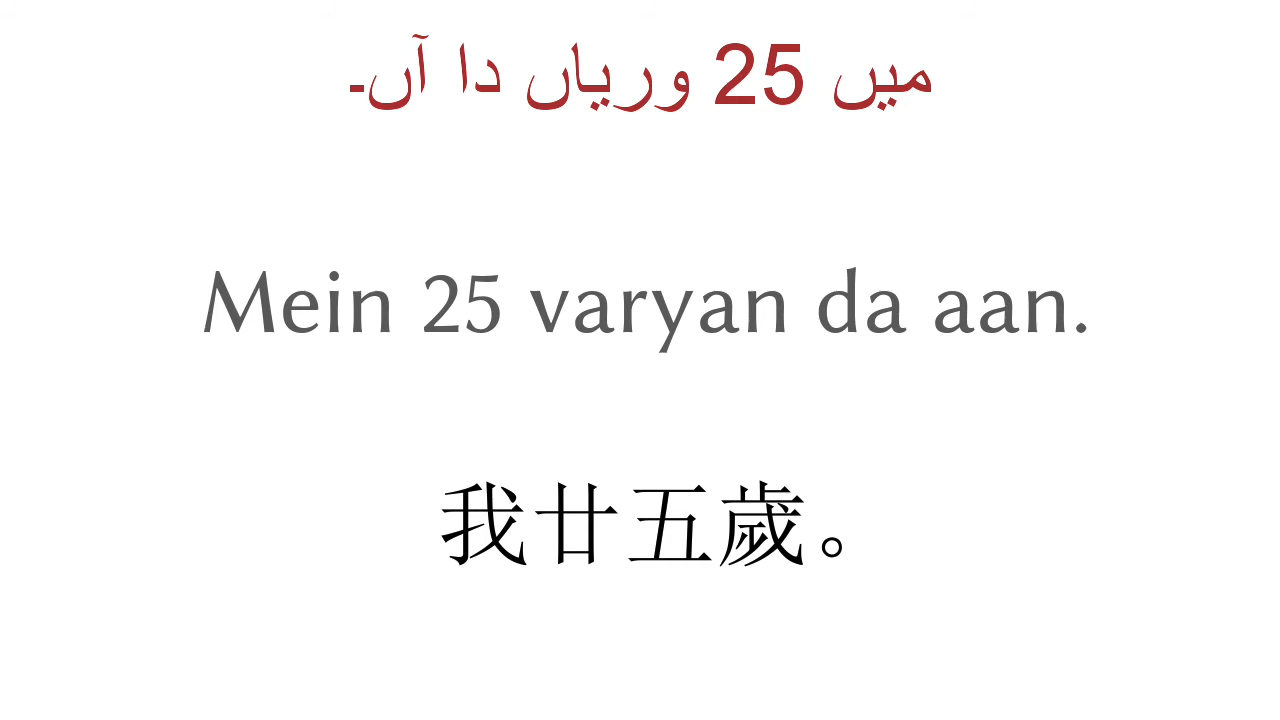 میں 25 وریاں دا آں۔
Mein 25 varyan da aan.
我廿五歲。